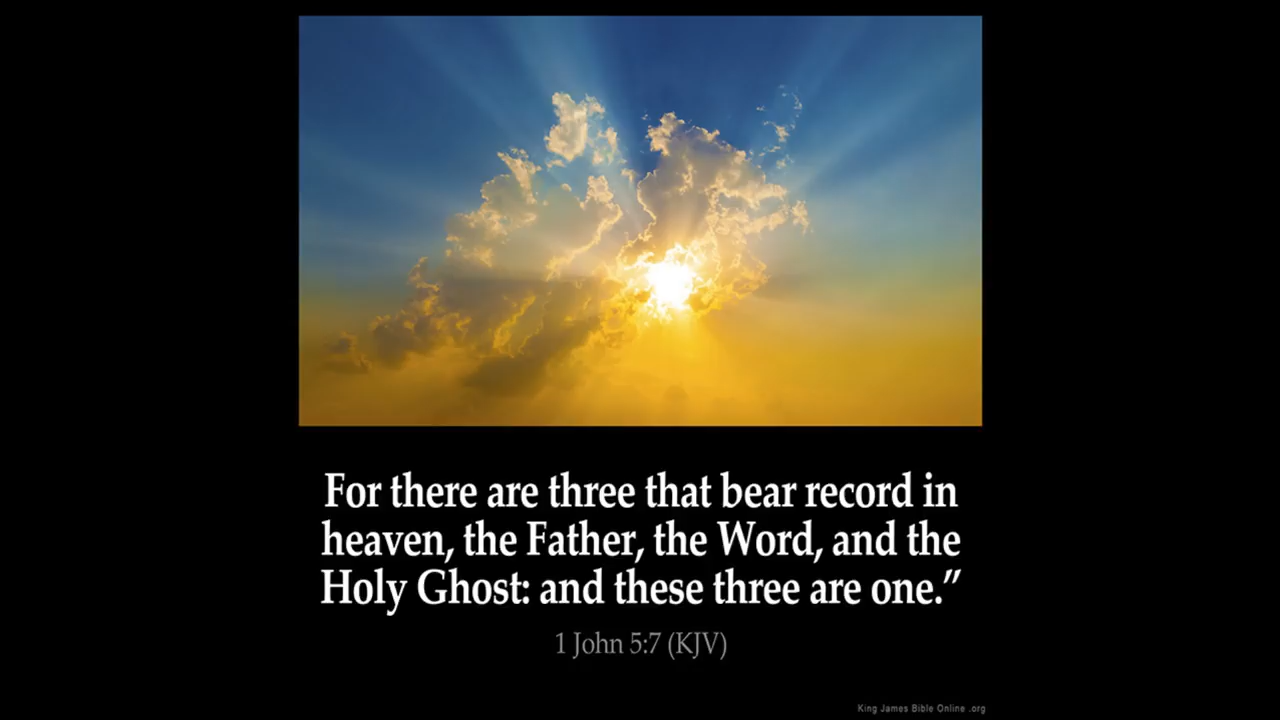 For there are three that bear record in
heaven, the Father, the Word, and the
Holy Ghost: and these three are one.”
1 John 5:7 (KJV)
King James Bible Online .org